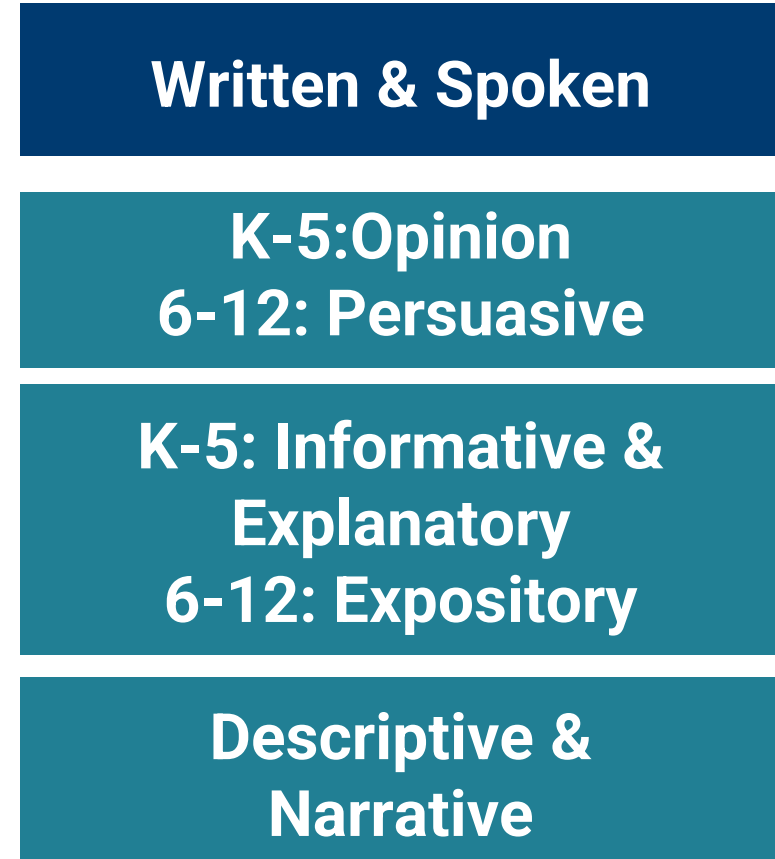 Written & Spoken
K-5:Opinion
6-12: Persuasive
K-5: Informative &
Explanatory
6-12: Expository
Descriptive &
Narrative